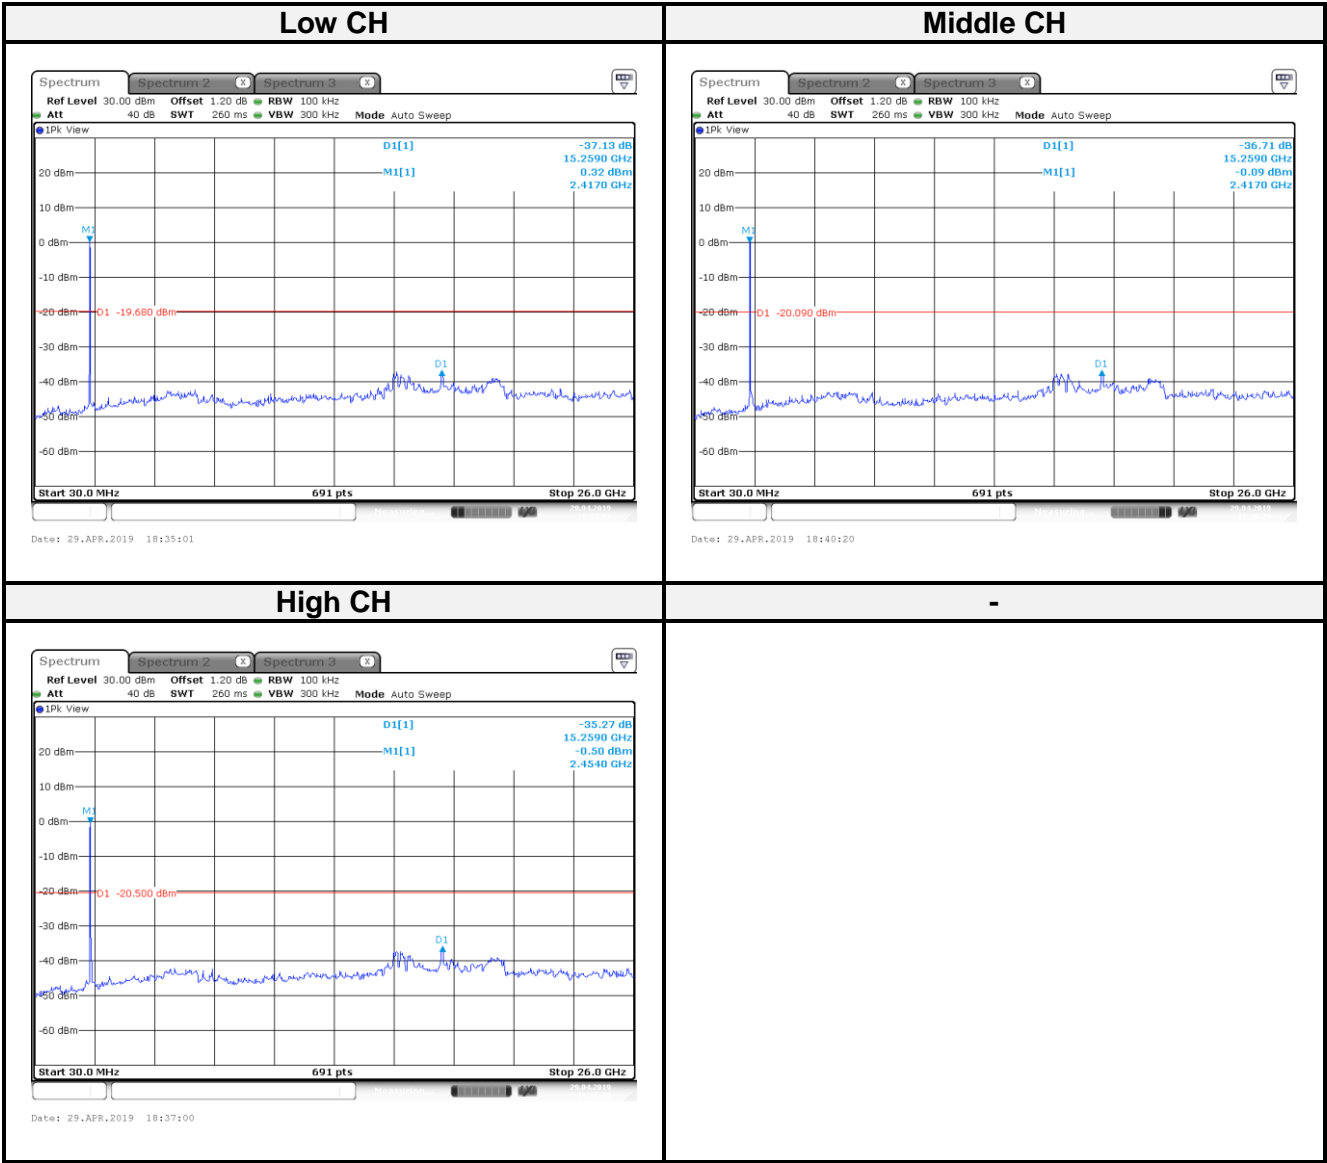 Low CH
Middle CH
Spectrum Spectrum 2 X Spectrum 3 X
Ref Level 30.00 dBm Offset 1.20 dB RBW 100 kHz
Att 40 dB SWT 260 ms VBW 300 kHz Mode Auto Sweep
1Pk View
D1[1] -37.13 dB
15.2590 GHz
20 dBm M1[1] 0.32 dBm
2.4170 GHz
10 dBm
M1
0 dBm
-10 dBm
-20 dBm D1 -19.680 dBm
-30 dBm
D1
-40 dBm
-50 dBm
-60 dBm
Start 30.0 MHz 691 pts Stop 26.0 GHz
29.04.2019
Date: 29.APR.2019 18:35:01
Spectrum Spectrum 2 X Spectrum 3 X
Ref Level 30.00 dBm Offset 1.20 dB RBW 100 kHz
Att 40 dB SWT 260 ms VBW 300 kHz Mode Auto Sweep
1Pk View
D1[1] -36.71 dB
15.2590 GHz
20 dBm M1[1] -0.09 dBm
2.4170 GHz
10 dBm
M1
0 dBm
-10 dBm
-20 dBm D1 -20.090 dBm
-30 dBm
D1
-40 dBm
-50 dBm
-60 dBm
Start 30.0 MHz 691 pts Stop 26.0 GHz
29.04.2019
Date: 29.APR.2019 18:40:20
High CH
-
Spectrum Spectrum 2 X Spectrum 3 X
Ref Level 30.00 dBm Offset 1.20 dB RBW 100 kHz
Att 40 dB SWT 260 ms VBW 300 kHz Mode Auto Sweep
1Pk View
D1[1] -35.27 dB
15.2590 GHz
20 dBm M1[1] -0.50 dBm
2.4540 GHz
10 dBm
M1
0 dBm
-10 dBm
-20 dBm D1 -20.500 dBm
-30 dBm
D1
-40 dBm
-50 dBm
-60 dBm
Start 30.0 MHz 691 pts Stop 26.0 GHz
29.04.2019
Date: 29.APR.2019 18:37:00